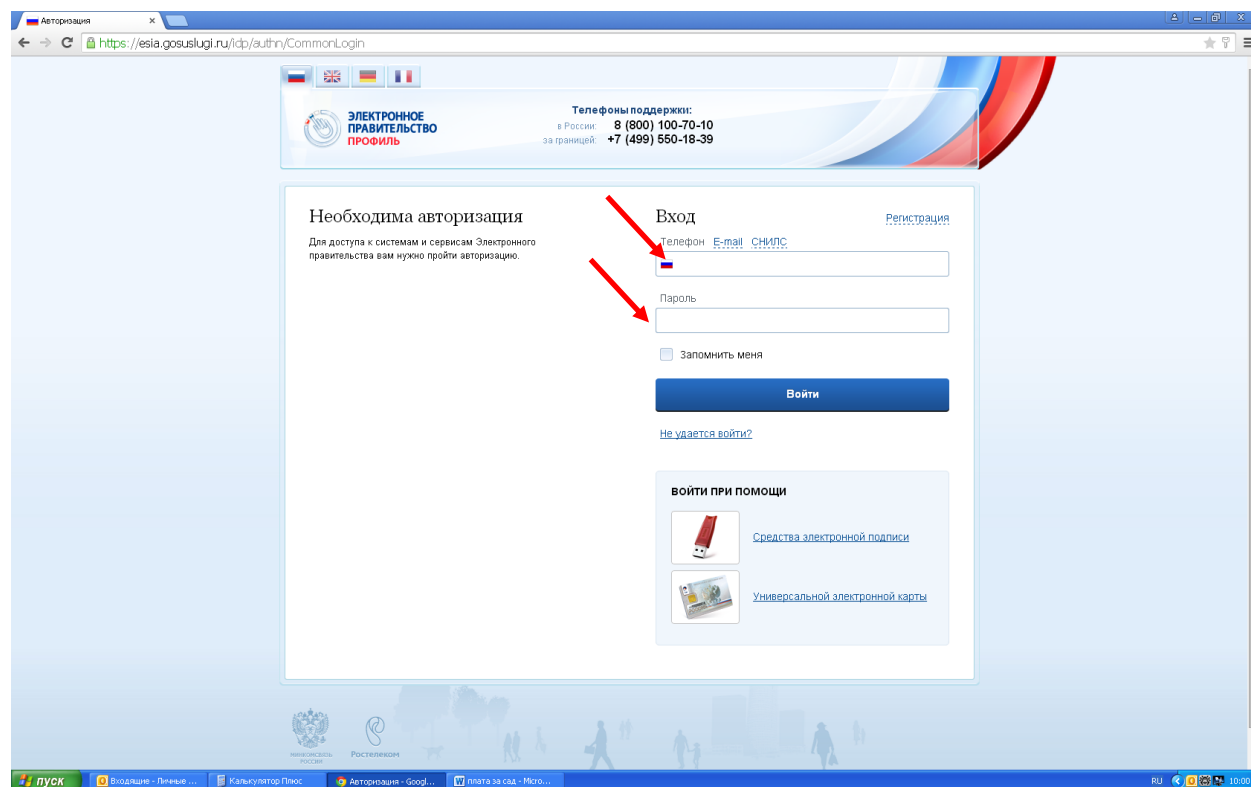 Авторизация
https://esia.gosuslugi.ru/idp/authn/CommonLogin
ЭЛЕКТРОННОЕ
ПРАВИТЕЛЬСТВО
ПРОФИЛЬ
Телефоны поддержки:
в России: 8 (800) 100-70-10
за границей: +7 (499) 550-18-39
Необходима авторизация
Для доступа к системам и сервисам Электронного
правительства вам нужно пройти авторизацию.
Вход
Регистрация
Телефон E-mail СНИЛС
Пароль
Запомнить меня
Войти
Не удается войти?
ВОЙТИ ПРИ ПОМОЩИ
Средства электронной подписи
Универсальной электронной карты
МИНКОМСВЯЗЬ
РОССИИ
Ростелеком
пуск
Входящие - Личные ...
Калькулятор Плюс
Авторизация - Googl...
плата за сад - Micro...
RU
10:00